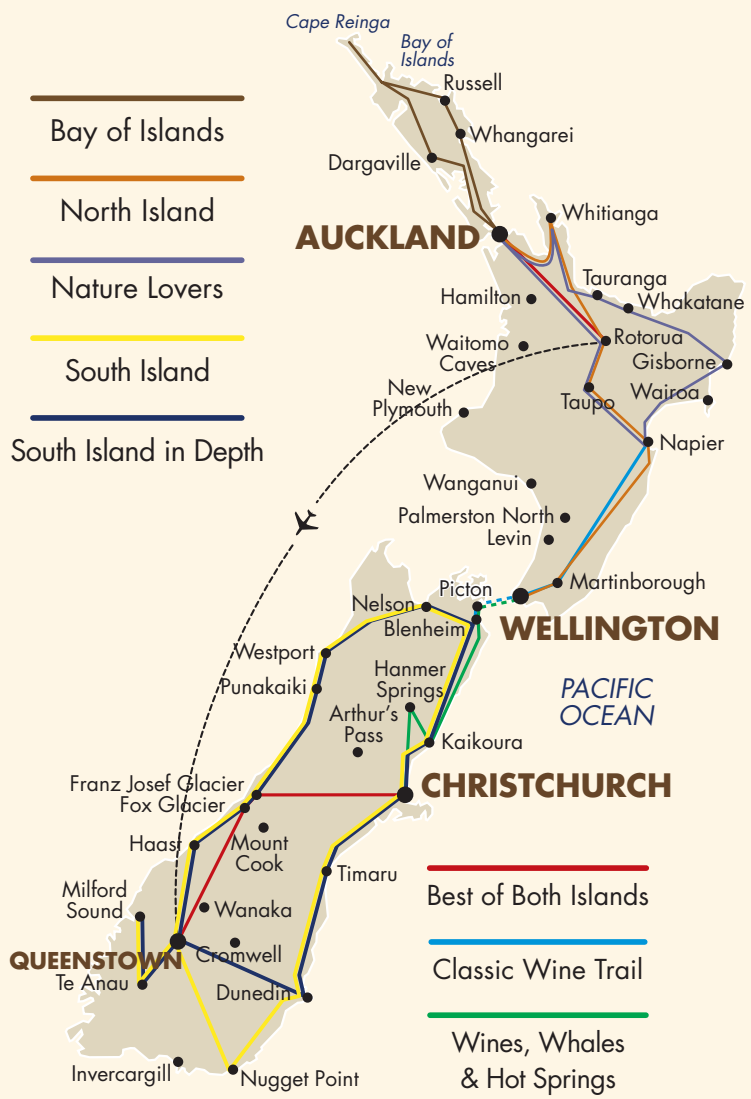 Cape Reinga
Bay of
Islands
Russell
Whangarei
Dargaville
Bay of Islands
North Island
Nature Lovers
South Island
South Island in Depth
AUCKLAND
Whitianga
Hamilton
Tauranga
Whakatane
Waitomo
Caves
Rotorua
Gisborne
New
Plymouth
Taupo
Wairoa
Napier
Wanganui
Palmerston North
Levin
Martinborough
Picton
Nelson
Blenheim
WELLINGTON
Westport
Punakaiki
Hanmer
Springs
Arthur's
Pass
Kaikoura
PACIFIC
OCEAN
Franz Josef Glacier
Fox Glacier
CHRISTCHURCH
Haast
Mount
Cook
Timaru
Milford
Sound
Wanaka
QUEENSTOWN
Cromwell
Te Anau
Dunedin
Invercargill
Nugget Point
Best of Both Islands
Classic Wine Trail
Wines, Whales
& Hot Springs